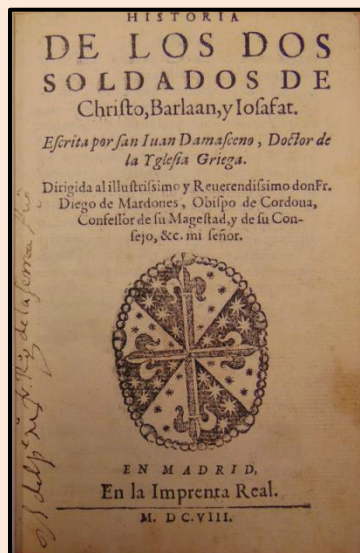 HISTORIA
DE LOS DOS
SOLDADOS DE
Chriſto, Barlaan, y Ioſafat.
Eſcrita por ſan Iuan Damaſceno, Doctor de
la Ygleſia Griega.
Dirigida al illuſtriſsimo y Reuerendiſsimo don Fr.
Diego de Mardones, Obiſpo de Cordoua,
Confeſſor de ſu Mageſtad, y de ſu Con-
ſejo, &c. mi ſeñor.
EN MADRID,
En la Imprenta Real.
M. DC.VIII.